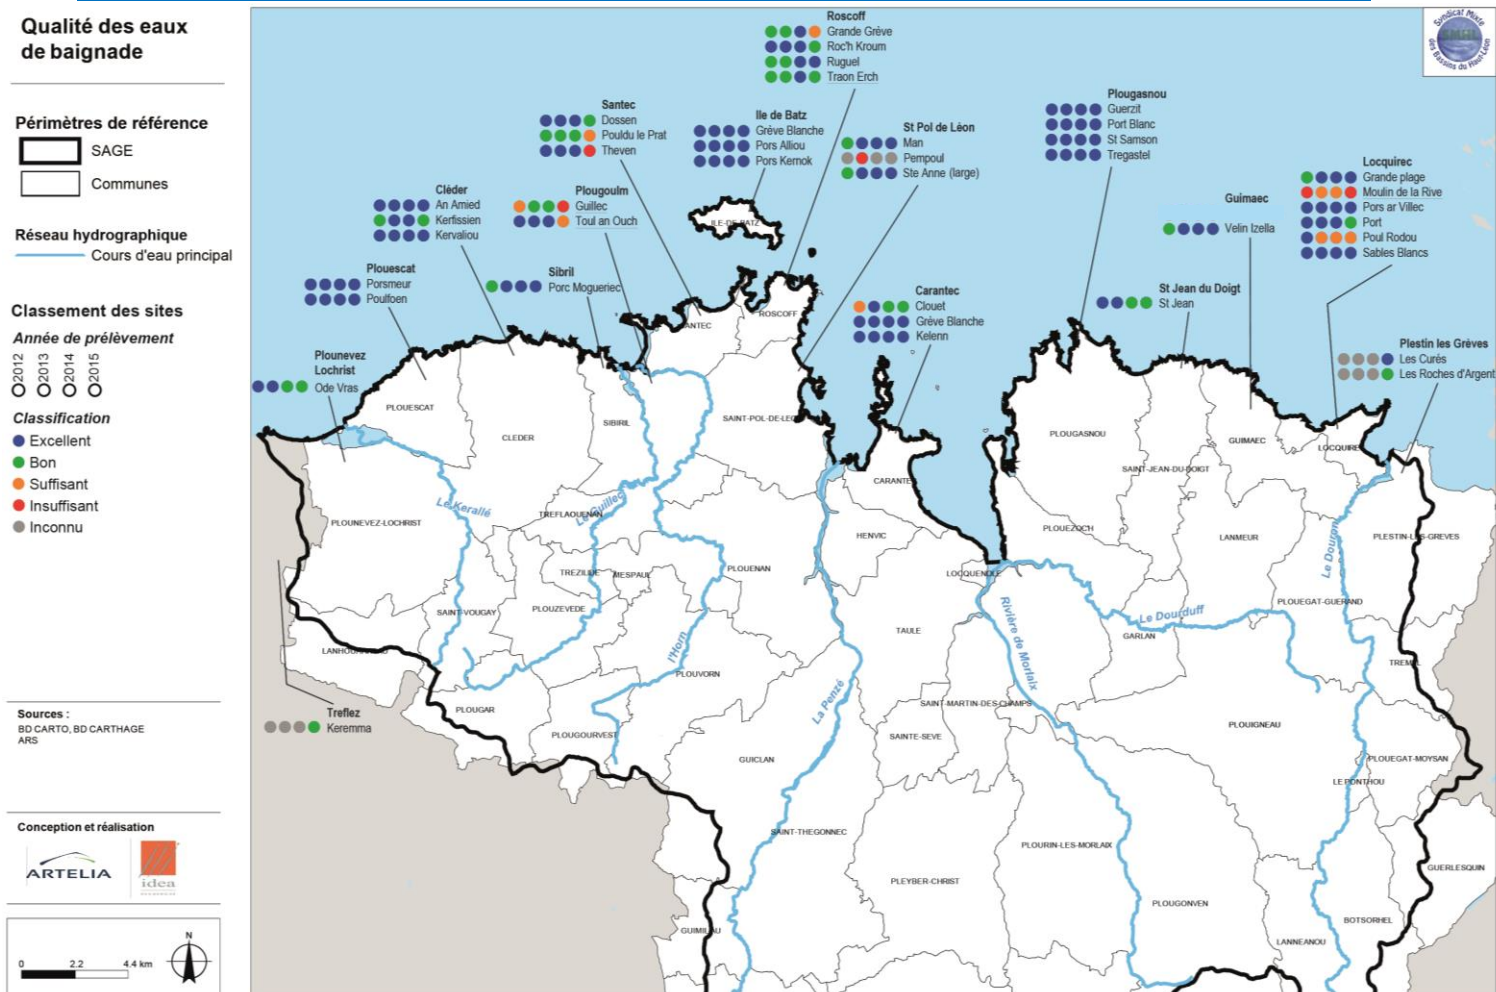 Qualité des eaux
de baignade
Périmètres de référence
SAGE
Communes
Réseau hydrographique
Cours d'eau principal
Classement des sites
Année de prélèvement
2012
2013
2014
2015
Classification
Excellent
Bon
Suffisant
Insuffisant
Inconnu
Sources :
BD CARTO, BD CARTHAGE
ARS
Conception et réalisation
ARTELIA
idea
N
0 2.2 4.4 km
Syndicat Mixte
des Bassins du Haut-Léon
Roscoff
Grande Grève
Roc'h Kroum
Ruguel
Traon Erch
Santec
Dossen
Pouldu le Prat
Theven
Ile de Batz
Grève Blanche
Pors Alliou
Pors Kernok
St Pol de Léon
Man
Pempoul
Ste Anne (large)
Plougasnou
Guerzit
Port Blanc
St Samson
Tregastel
Locquirec
Grande plage
Moulin de la Rive
Pors ar Villec
Port
Poul Rodou
Sables Blancs
Cléder
An Amied
Kerfissien
Kervaliou
Plougoulm
Guillec
Toul an Ouch
Guimaec
Velin Izella
Plouescat
Porsmeur
Poulfoen
Sibril
Porc Mogueriec
Carantec
Clouet
Grève Blanche
Kelenn
St Jean du Doigt
St Jean
Plestin les Grèves
Les Curés
Les Roches d'Argent
Plounevez
Lochrist
Ode Vras
Treflez
Keremma
ILE-DE-BATZ
ROSCOFF
PLOUESCAT
CLEDER
SIBIRIL
PLOUGASNOU
GUIMAEC
SAINT-JEAN-DU-DOIGT
PLOUNEVEZ-LOCHRIST
TREFLAOUENAN
HENVIC
PLOUEZOC'H
LANMEUR
PLESTIN-LES-GREVES
TREZILIDE
MESPAUL
PLOUENAN
LOCQUENOLE
SAINT-VOUGAY
PLOUZEVEDE
PLOUEGAT-GUERAND
TAULE
GARLAN
PLOUVORN
PLOUGAR
SAINT-MARTIN-DES-CHAMPS
PLOUGOURVEST
SAINTE-SEVE
PLOUIGNEAU
GUICLAN
PLOUEGAT-MOYSAN
LE PONTHOU
SAINT-THEGONNEC
PLOURIN-LES-MORLAIX
PLEYBER-CHRIST
GUERLESQUIN
PLOUGONVEN
BOTSORHEL
LANNEANOU
Le Kerallé
Le Guillec
l'Horn
La Penzé
Rivière de Morlaix
Le Dourduff
Le Douron